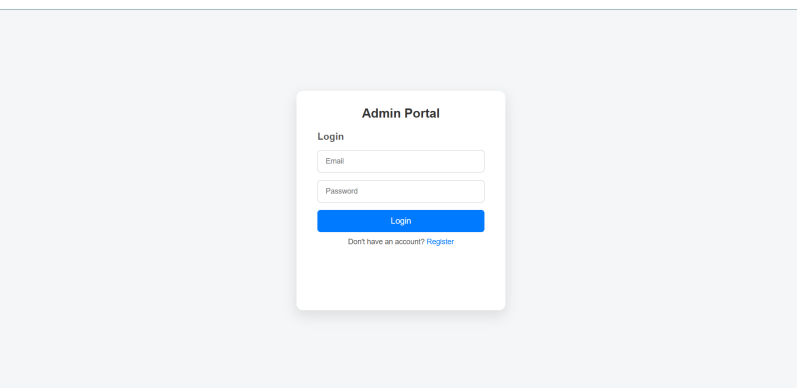 Admin Portal
Login
Email
Password
Login
Don't have an account? Register